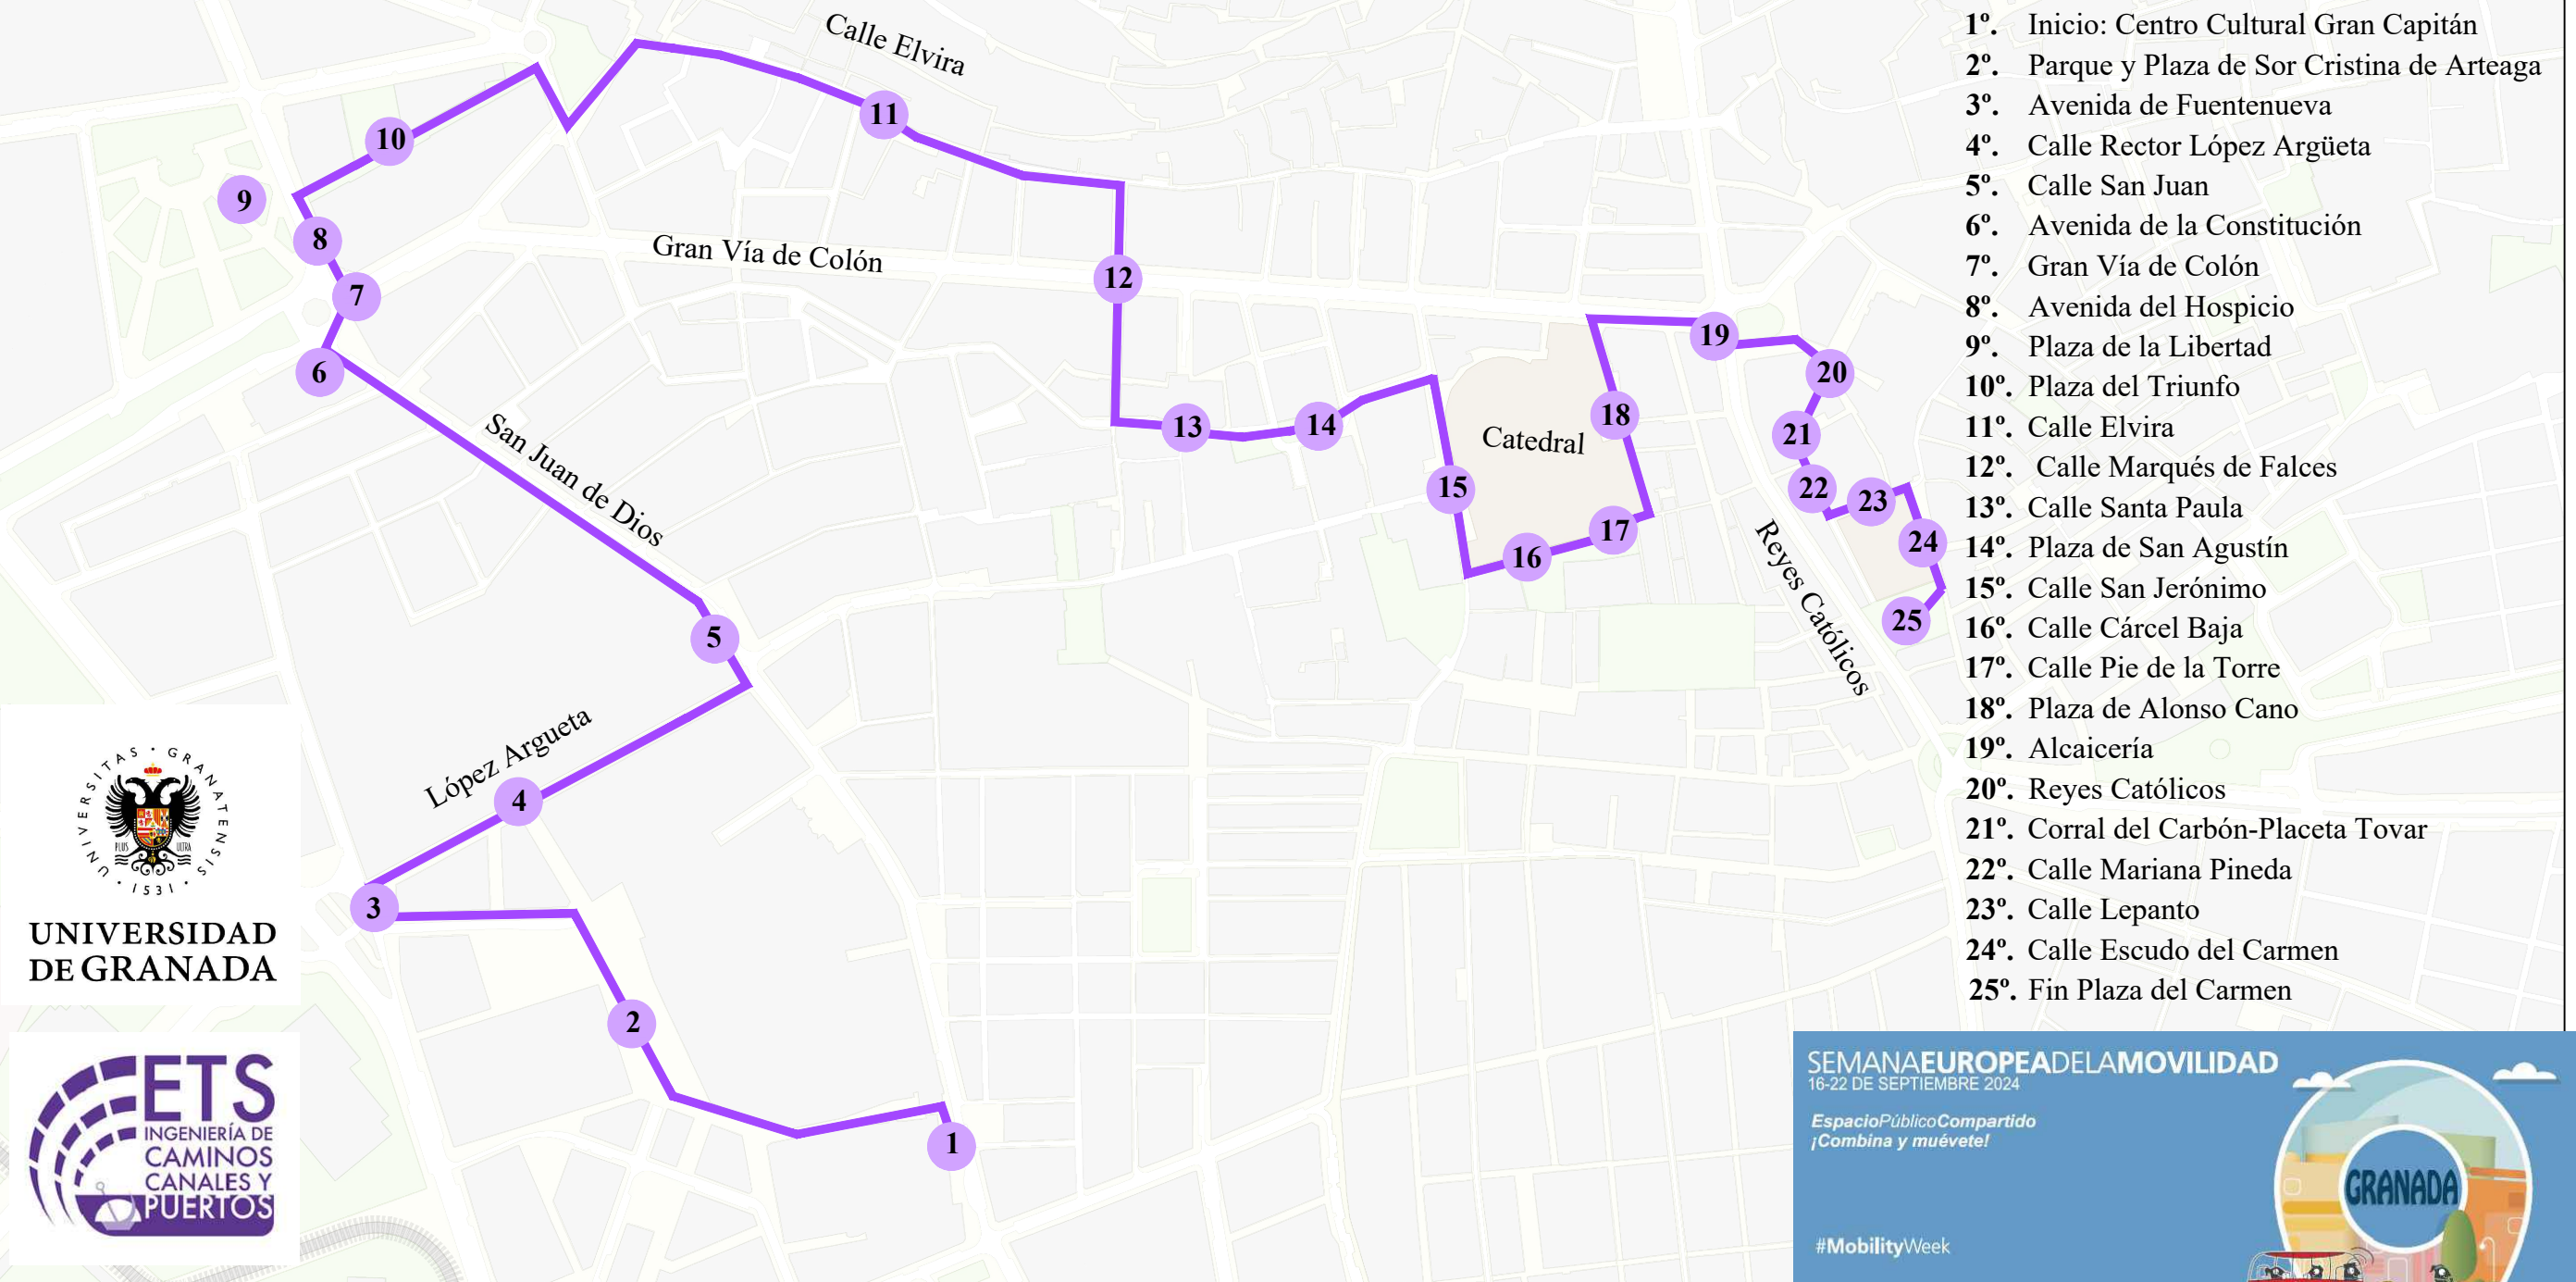 Calle Elvira
Gran Vía de Colón
San Juan de Dios
López Argueta
Catedral
Reyes Católicos
1
2
3
4
5
6
7
8
9
10
11
12
13
14
15
16
17
18
19
20
21
22
23
24
25
1º. Inicio: Centro Cultural Gran Capitán
2º. Parque y Plaza de Sor Cristina de Arteaga
3º. Avenida de Fuentenueva
4º. Calle Rector López Argüeta
5º. Calle San Juan
6º. Avenida de la Constitución
7º. Gran Vía de Colón
8º. Avenida del Hospicio
9º. Plaza de la Libertad
10º. Plaza del Triunfo
11º. Calle Elvira
12º. Calle Marqués de Falces
13º. Calle Santa Paula
14º. Plaza de San Agustín
15º. Calle San Jerónimo
16º. Calle Cárcel Baja
17º. Calle Pie de la Torre
18º. Plaza de Alonso Cano
19º. Alcaicería
20º. Reyes Católicos
21º. Corral del Carbón-Placeta Tovar
22º. Calle Mariana Pineda
23º. Calle Lepanto
24º. Calle Escudo del Carmen
25º. Fin Plaza del Carmen
UNIVERSITAS · GRANATENSIS · 1531 ·
PLUS ULTRA
UNIVERSIDAD
DE GRANADA
ETS
INGENIERÍA DE
CAMINOS
CANALES Y
PUERTOS
SEMANAEUROPEADELAMOVILIDAD
16-22 DE SEPTIEMBRE 2024
EspacioPúblicoCompartido
¡Combina y muévete!
GRANADA
#MobilityWeek